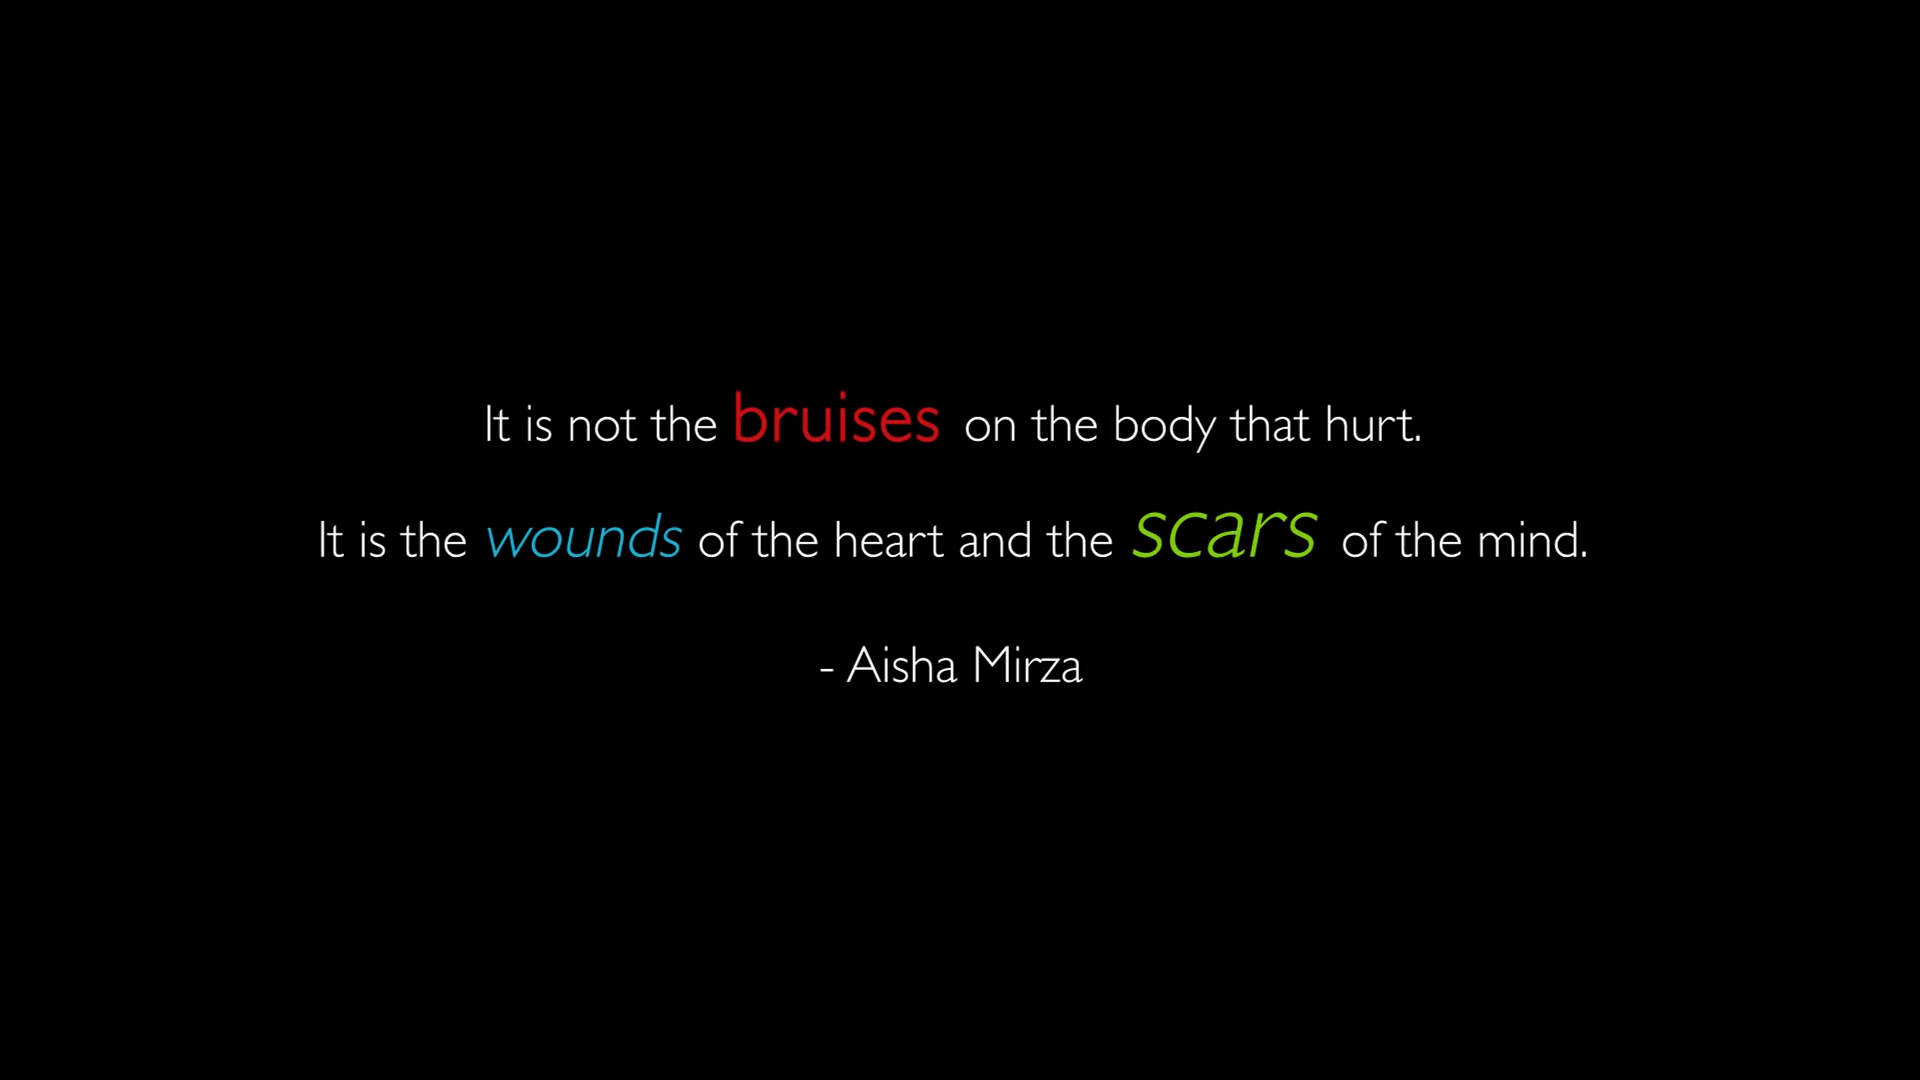 It is not the bruises on the body that hurt.
It is the wounds of the heart and the scars of the mind.
- Aisha Mirza